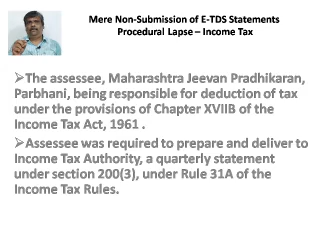 Mere Non-Submission of E-TDS Statements
Procedural Lapse – Income Tax
➢The assessee, Maharashtra Jeevan Pradhikaran,
Parbhani, being responsible for deduction of tax
under the provisions of Chapter XVIIB of the
Income Tax Act, 1961 .
➢Assessee was required to prepare and deliver to
Income Tax Authority, a quarterly statement
under section 200(3), under Rule 31A of the
Income Tax Rules.